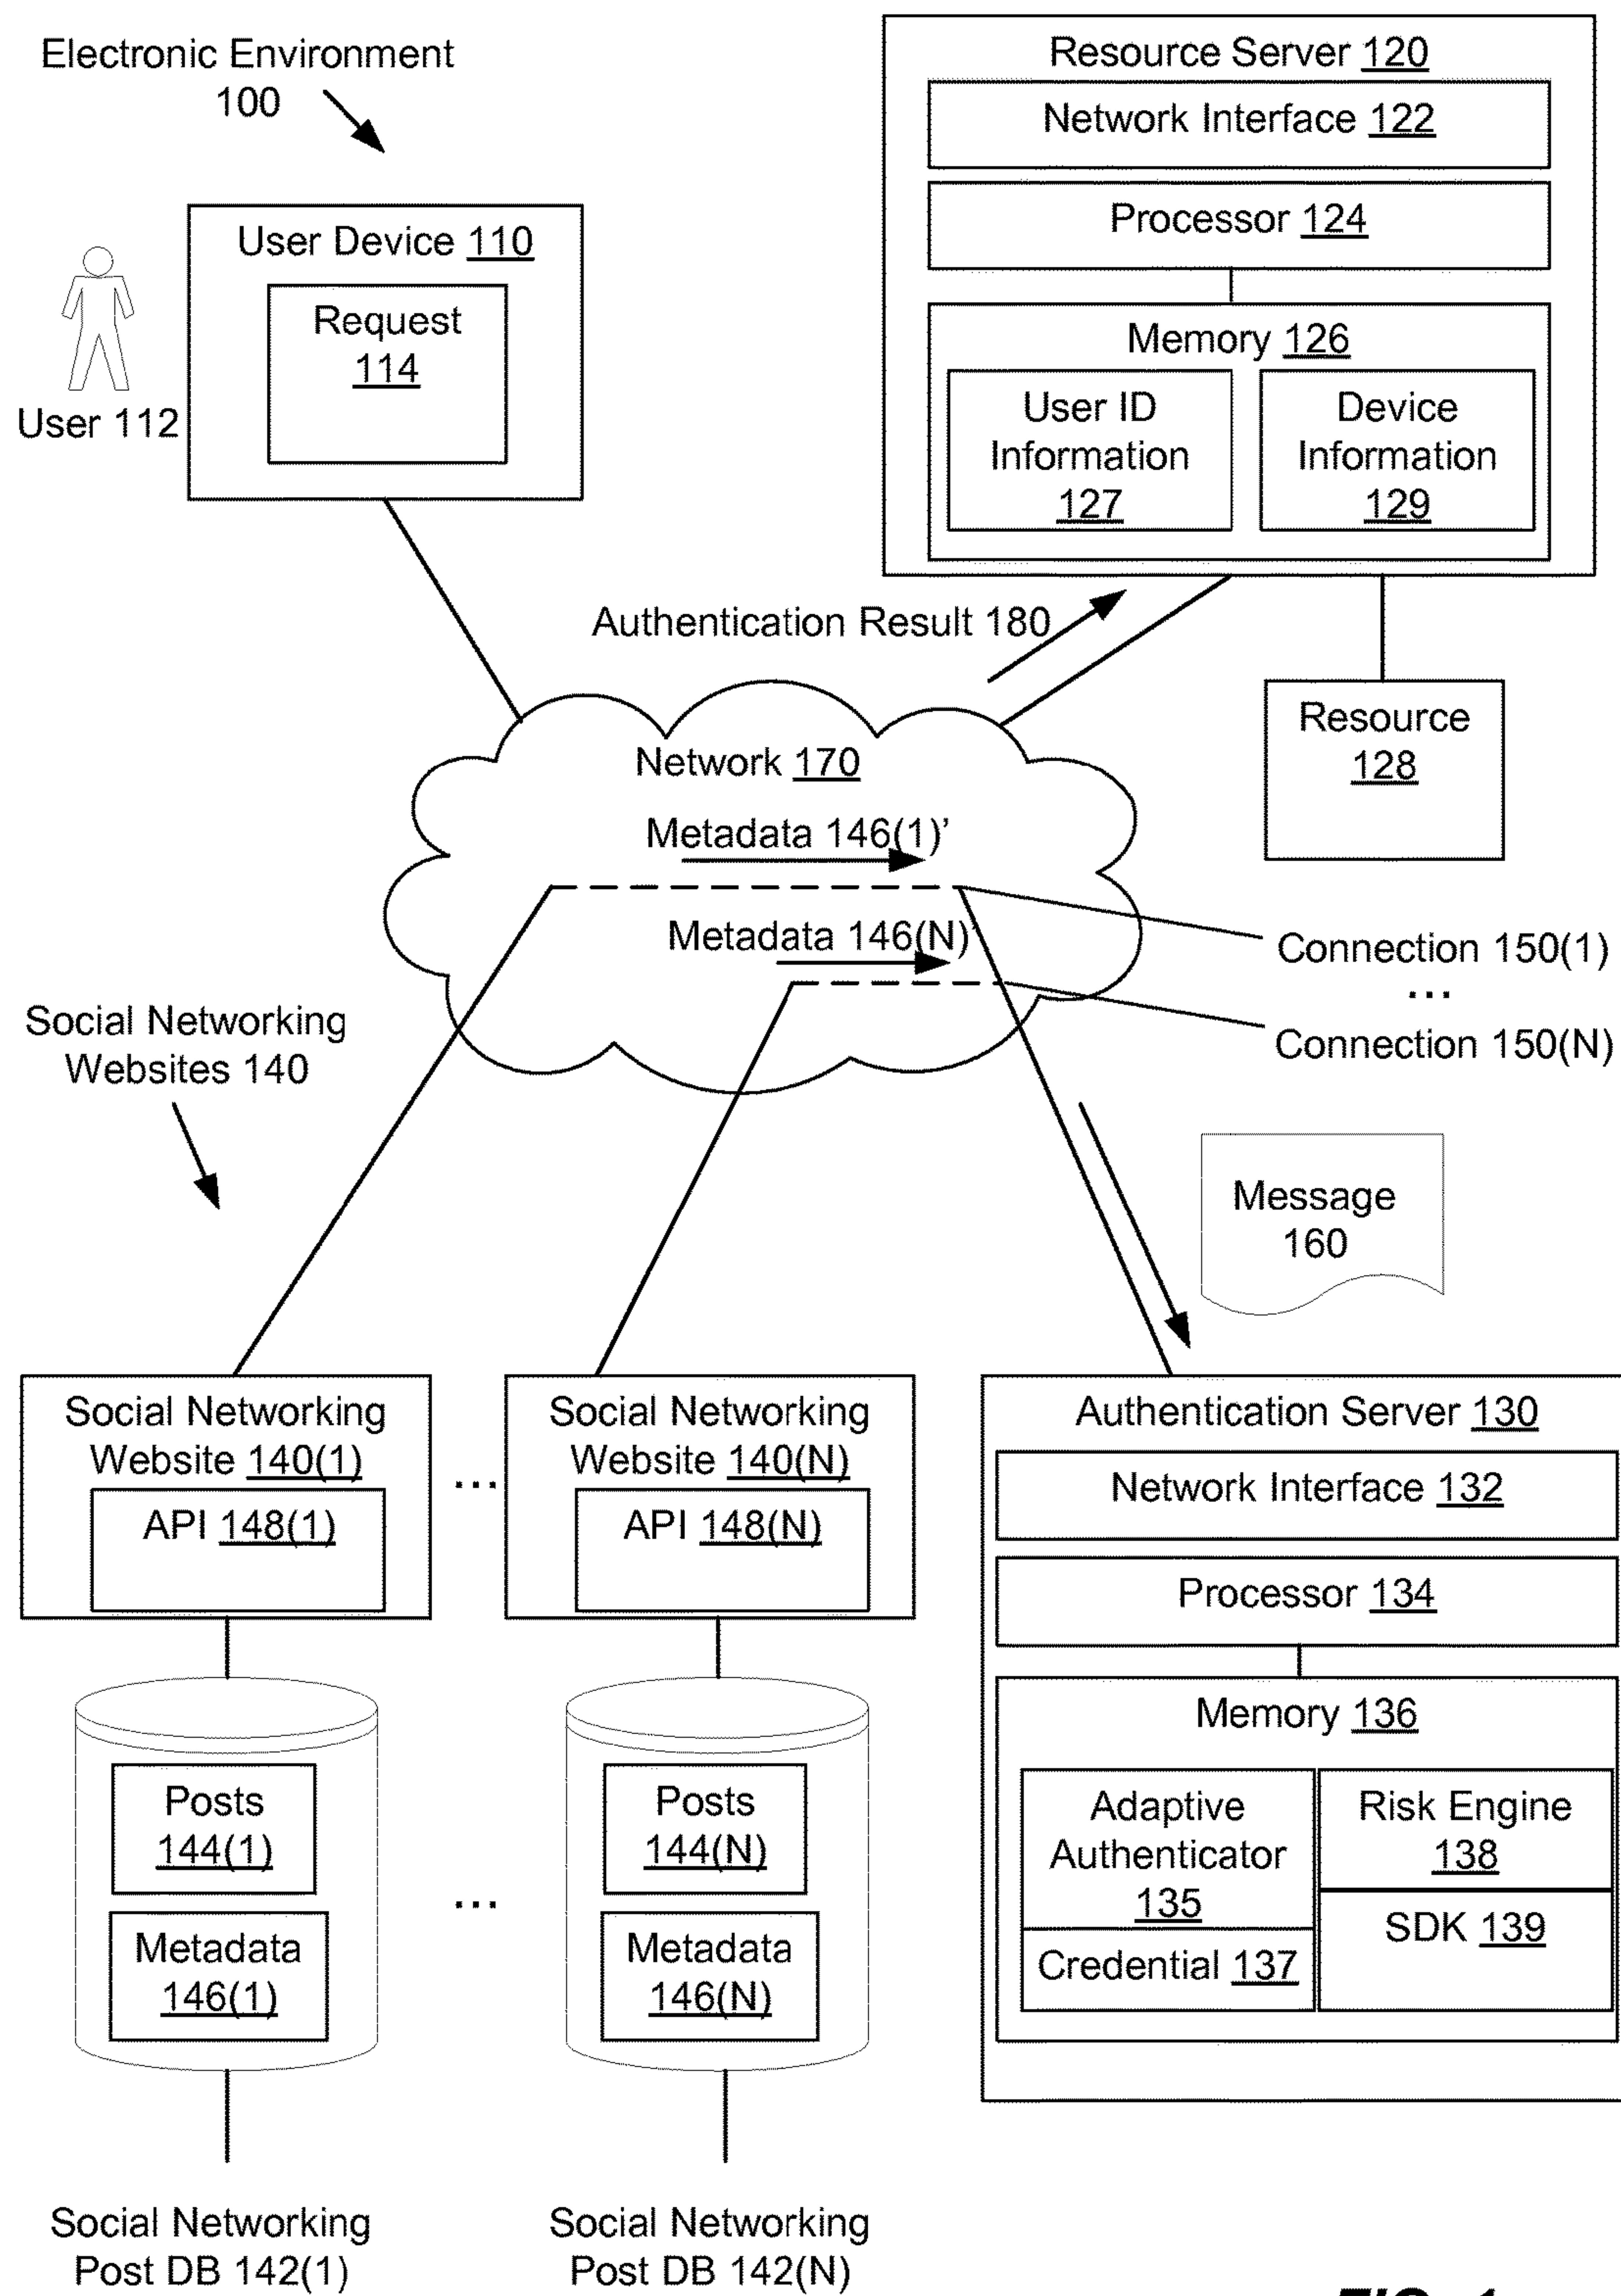 Electronic Environment
100
User Device 110
Request
114
User 112
Resource Server 120
Network Interface 122
Processor 124
Memory 126
User ID
Information
127
Device
Information
129
Authentication Result 180
Resource
128
Network 170
Metadata 146(1)’
Metadata 146(N)’
Connection 150(1)
...
Connection 150(N)
Social Networking
Websites 140
Message
160
Social Networking
Website 140(1)
API 148(1)
...
Social Networking
Website 140(N)
API 148(N)
Posts
144(1)
Metadata
146(1)
...
Posts
144(N)
Metadata
146(N)
Social Networking
Post DB 142(1)
Social Networking
Post DB 142(N)
Authentication Server 130
Network Interface 132
Processor 134
Memory 136
Adaptive
Authenticator
135
Credential 137
Risk Engine
138
SDK 139